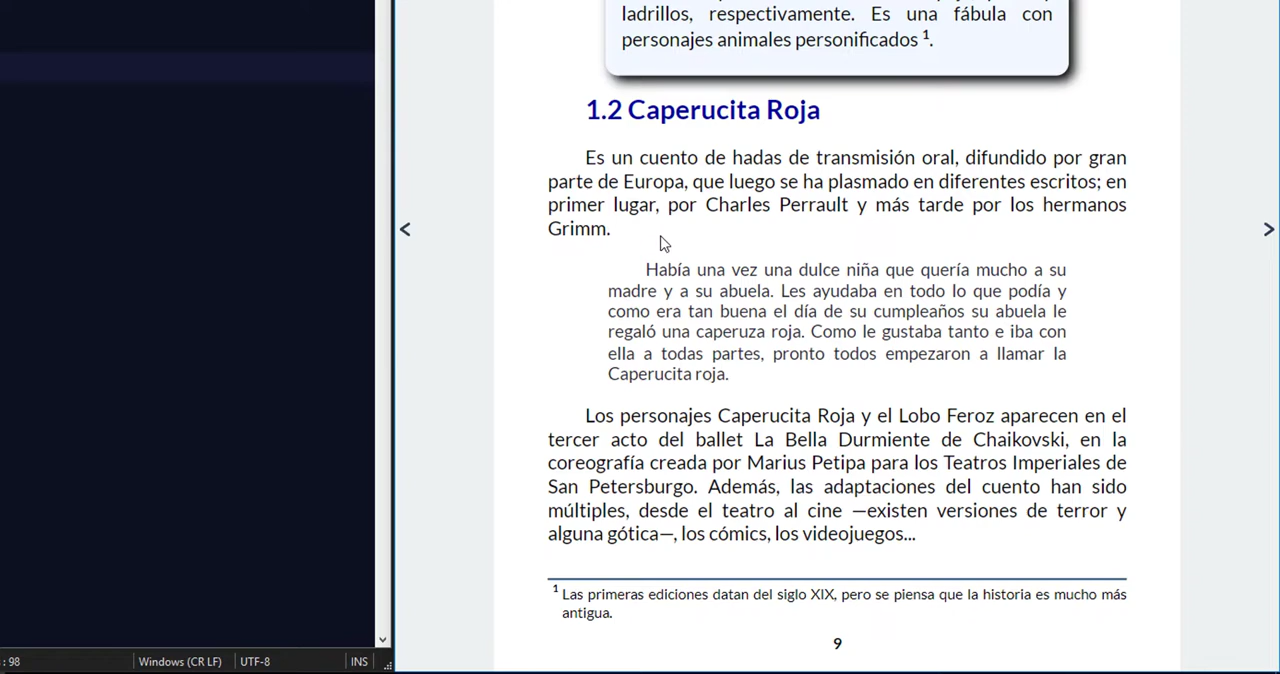 ladrillos, respectivamente. Es una fábula con
personajes animales personificados ¹.
1.2 Caperucita Roja
Es un cuento de hadas de transmisión oral, difundido por gran
parte de Europa, que luego se ha plasmado en diferentes escritos; en
primer lugar, por Charles Perrault y más tarde por los hermanos
Grimm.
Había una vez una dulce niña que quería mucho a su
madre y a su abuela. Les ayudaba en todo lo que podía y
como era tan buena el día de su cumpleaños su abuela le
regaló una caperuza roja. Como le gustaba tanto e iba con
ella a todas partes, pronto todos empezaron a llamar la
Caperucita roja.
Los personajes Caperucita Roja y el Lobo Feroz aparecen en el
tercer acto del ballet La Bella Durmiente de Chaikovski, en la
coreografía creada por Marius Petipa para los Teatros Imperiales de
San Petersburgo. Además, las adaptaciones del cuento han sido
múltiples, desde el teatro al cine —existen versiones de terror y
alguna gótica—, los cómics, los videojuegos...
¹ Las primeras ediciones datan del siglo XIX, pero se piensa que la historia es mucho más
antigua.
9
: 98 Windows (CR LF) UTF-8 INS